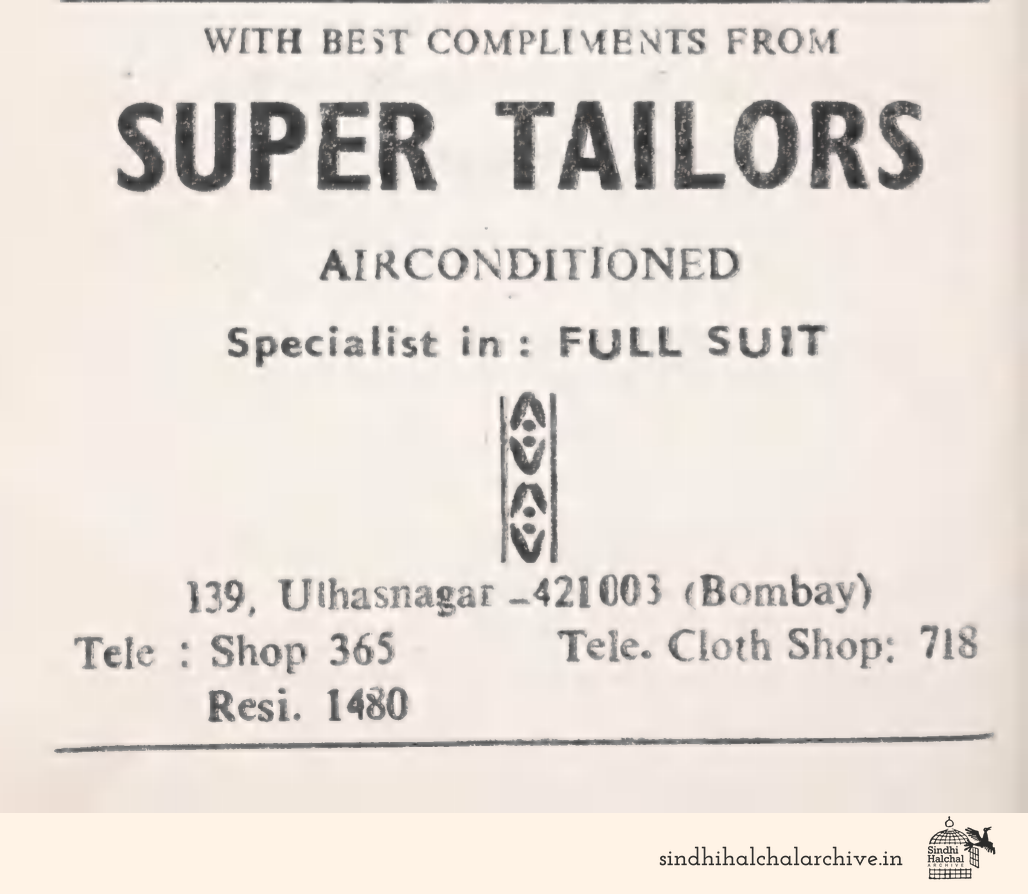 WITH BEST COMPLIMENTS FROM
SUPER TAILORS
AIRCONDITIONED
Specialist in : FULL SUIT
139, Ulhasnagar -421003 (Bombay)
Tele : Shop 365 Tele. Cloth Shop: 718
Resi. 1480
sindhihalchalarchive.in
Sindhi
Halchal
ARCHIVE